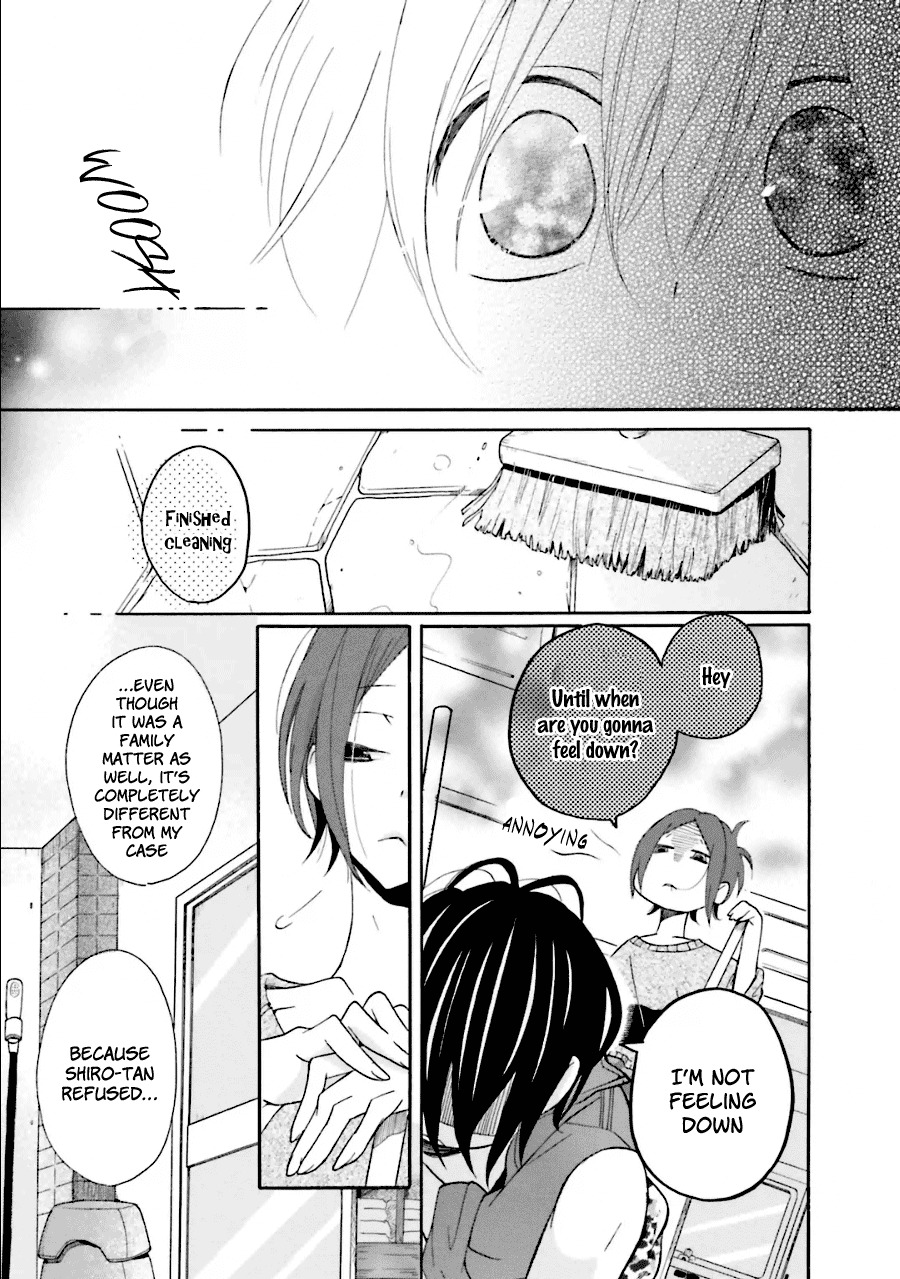 WOOSH
FINISHED
CLEANING
Hey
Until when
are you gonna
feel down?
ANNOYING
I'M NOT
FEELING
DOWN
...EVEN
THOUGH
IT WAS A
FAMILY
MATTER AS
WELL, IT'S
COMPLETELY
DIFFERENT
FROM MY
CASE
BECAUSE
SHIRO-TAN
REFUSED...